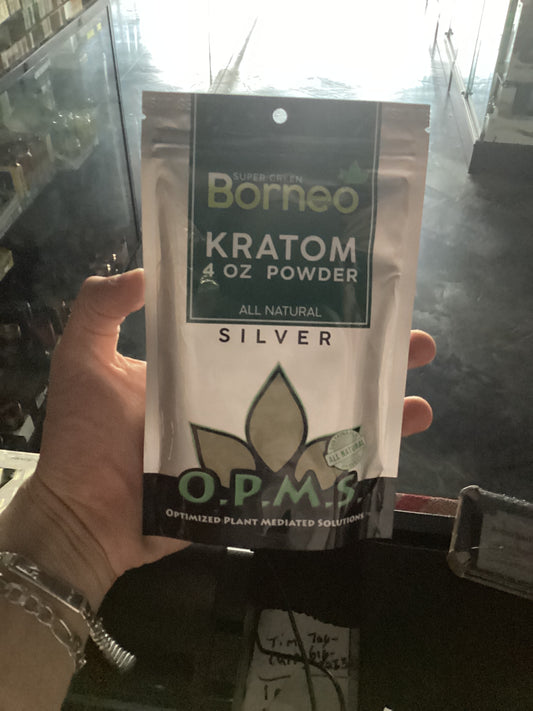 SUPER GREEN
Borneo
KRATOM
4 OZ POWDER
ALL NATURAL
SILVER
ALL NATURAL
O.P.M.S.
OPTIMIZED PLANT MEDIATED SOLUTIONS